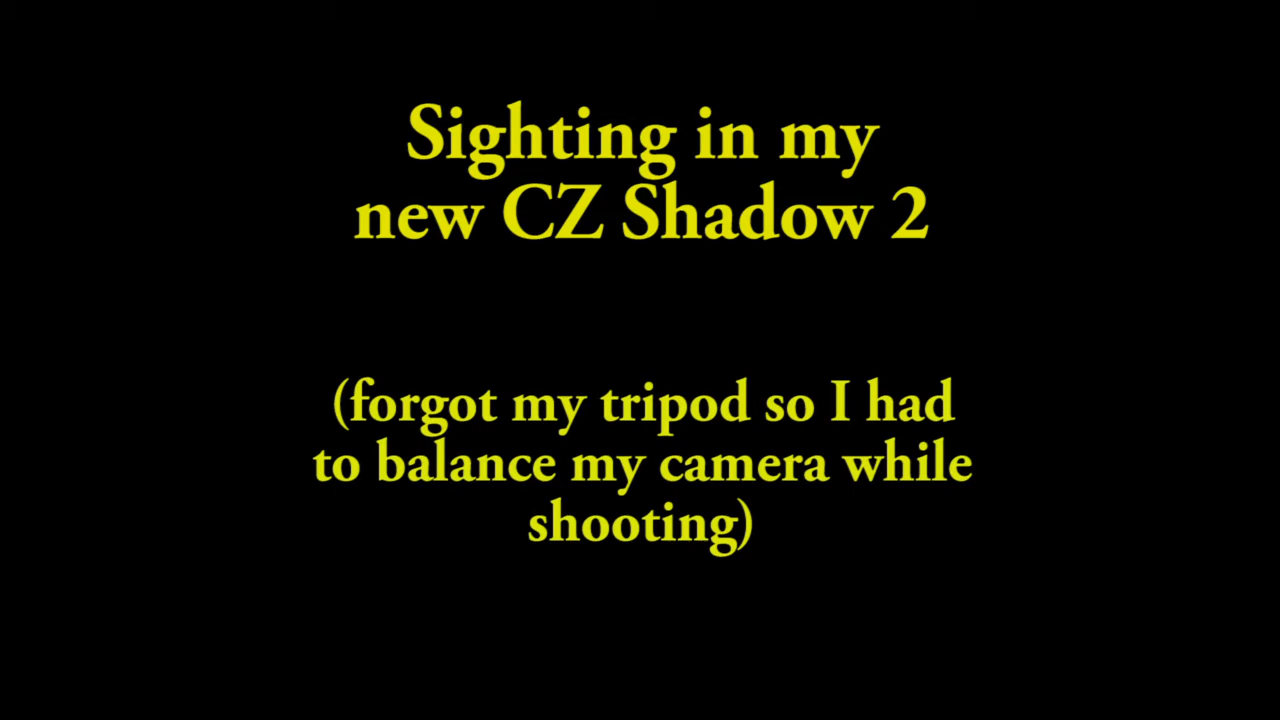 Sighting in my
new CZ Shadow 2
(forgot my tripod so I had
to balance my camera while
shooting)